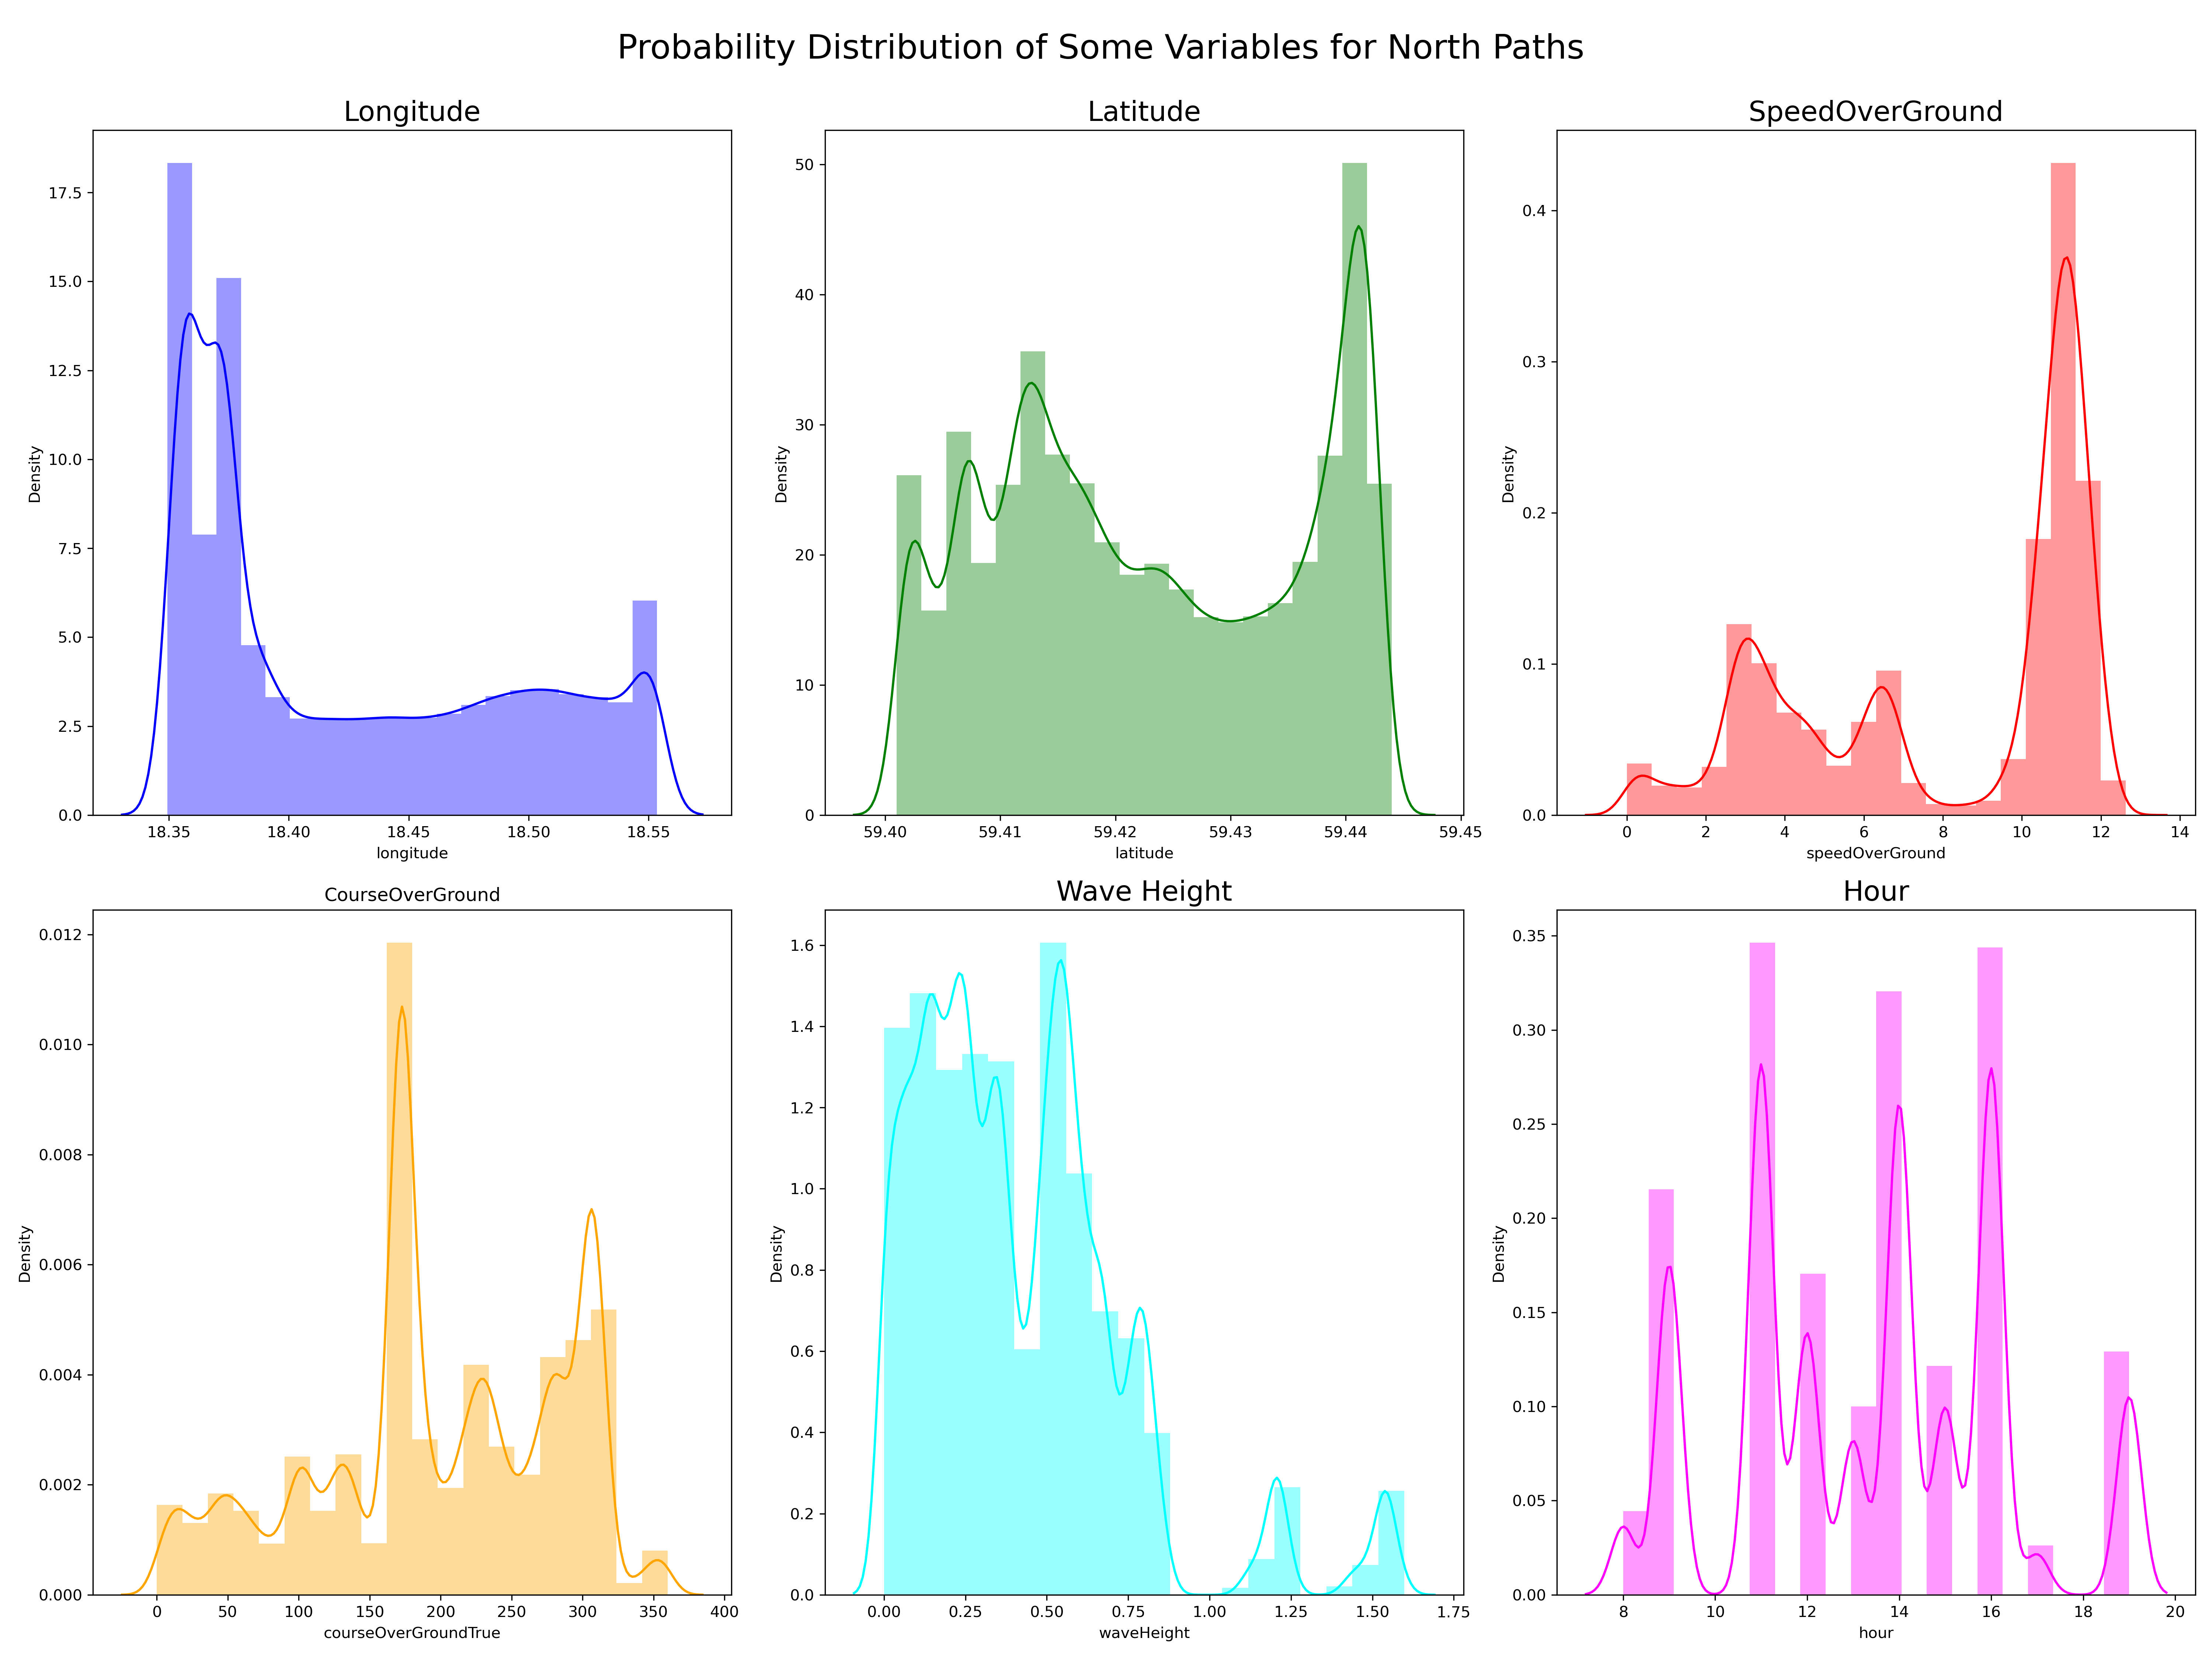 Probability Distribution of Some Variables for North Paths
Longitude
Latitude
SpeedOverGround
17.5
15.0
12.5
10.0
7.5
5.0
2.5
0.0
Density
18.35 18.40 18.45 18.50 18.55
longitude
50
40
30
20
10
0
Density
59.40 59.41 59.42 59.43 59.44 59.45
latitude
0.4
0.3
0.2
0.1
0.0
Density
0 2 4 6 8 10 12 14
speedOverGround
CourseOverGround
Wave Height
Hour
0.012
0.010
0.008
0.006
0.004
0.002
0.000
Density
0 50 100 150 200 250 300 350 400
courseOverGroundTrue
1.6
1.4
1.2
1.0
0.8
0.6
0.4
0.2
0.0
Density
0.00 0.25 0.50 0.75 1.00 1.25 1.50 1.75
waveHeight
0.35
0.30
0.25
0.20
0.15
0.10
0.05
0.00
Density
8 10 12 14 16 18 20
hour